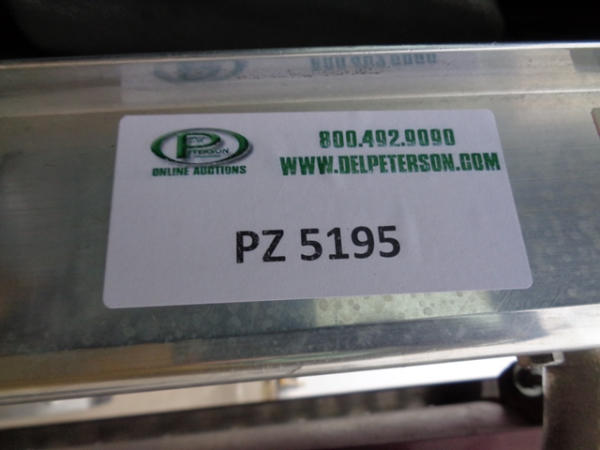 PETERSON
ONLINE AUCTIONS
800.492.9090
WWW.DELPETERSON.COM
PZ 5195